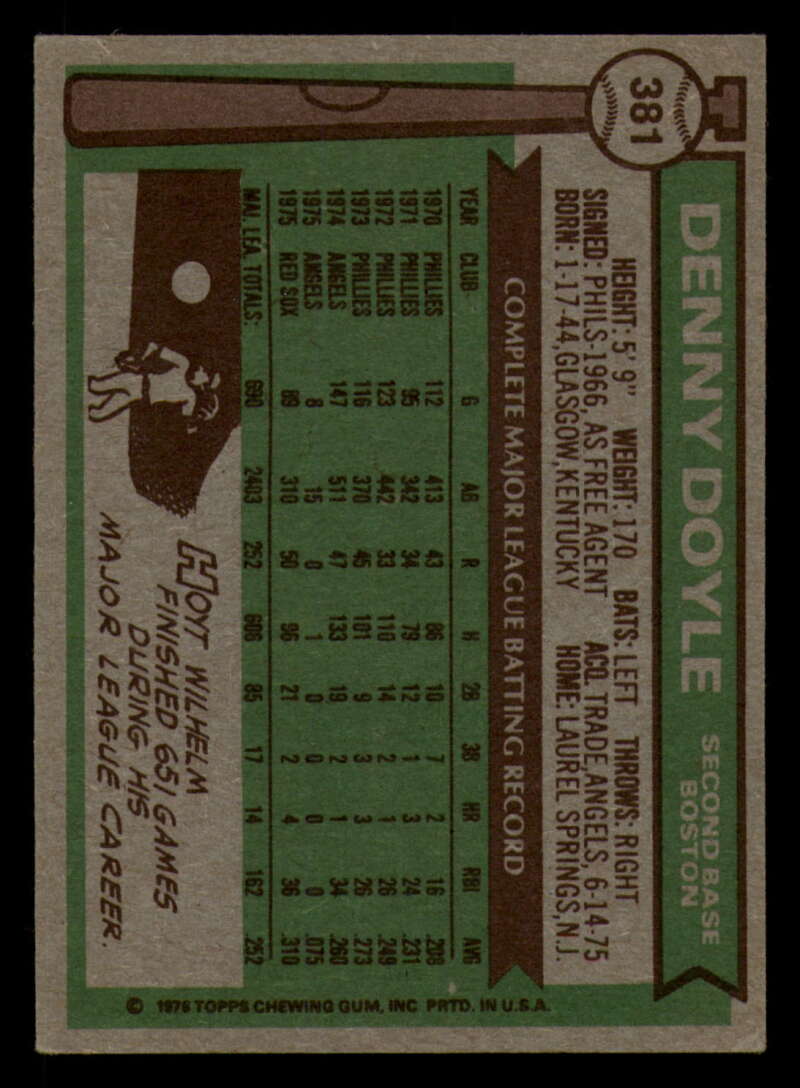 381
DENNY DOYLE
SECOND BASE
BOSTON
HEIGHT: 5' 9" WEIGHT: 170 BATS: LEFT THROWS: RIGHT
SIGNED: PHILS-1966, AS FREE AGENT ACQ. TRADE, ANGELS, 6-14-75
BORN: 1-17-44, GLASGOW, KENTUCKY HOME: LAUREL SPRINGS, N.J.
COMPLETE MAJOR LEAGUE BATTING RECORD
YEAR CLUB G AB R H 2B 3B HR RBI AVG
1970 PHILLIES 112 413 43 86 10 7 2 16 .208
1971 PHILLIES 95 342 34 79 12 1 3 24 .231
1972 PHILLIES 123 442 33 110 14 2 1 26 .249
1973 PHILLIES 116 370 45 101 9 3 3 26 .273
1974 ANGELS 147 511 47 133 19 2 1 34 .260
1975 ANGELS 8 15 0 1 0 0 0 0 .075
1975 RED SOX 89 310 50 96 21 2 4 36 .310
MAJ. LEA. TOTALS: 690 2403 252 606 85 17 14 162 .252
HOYT WILHELM
FINISHED 651 GAMES
DURING HIS
MAJOR LEAGUE CAREER.
© 1976 TOPPS CHEWING GUM, INC. PRTD. IN U.S.A.